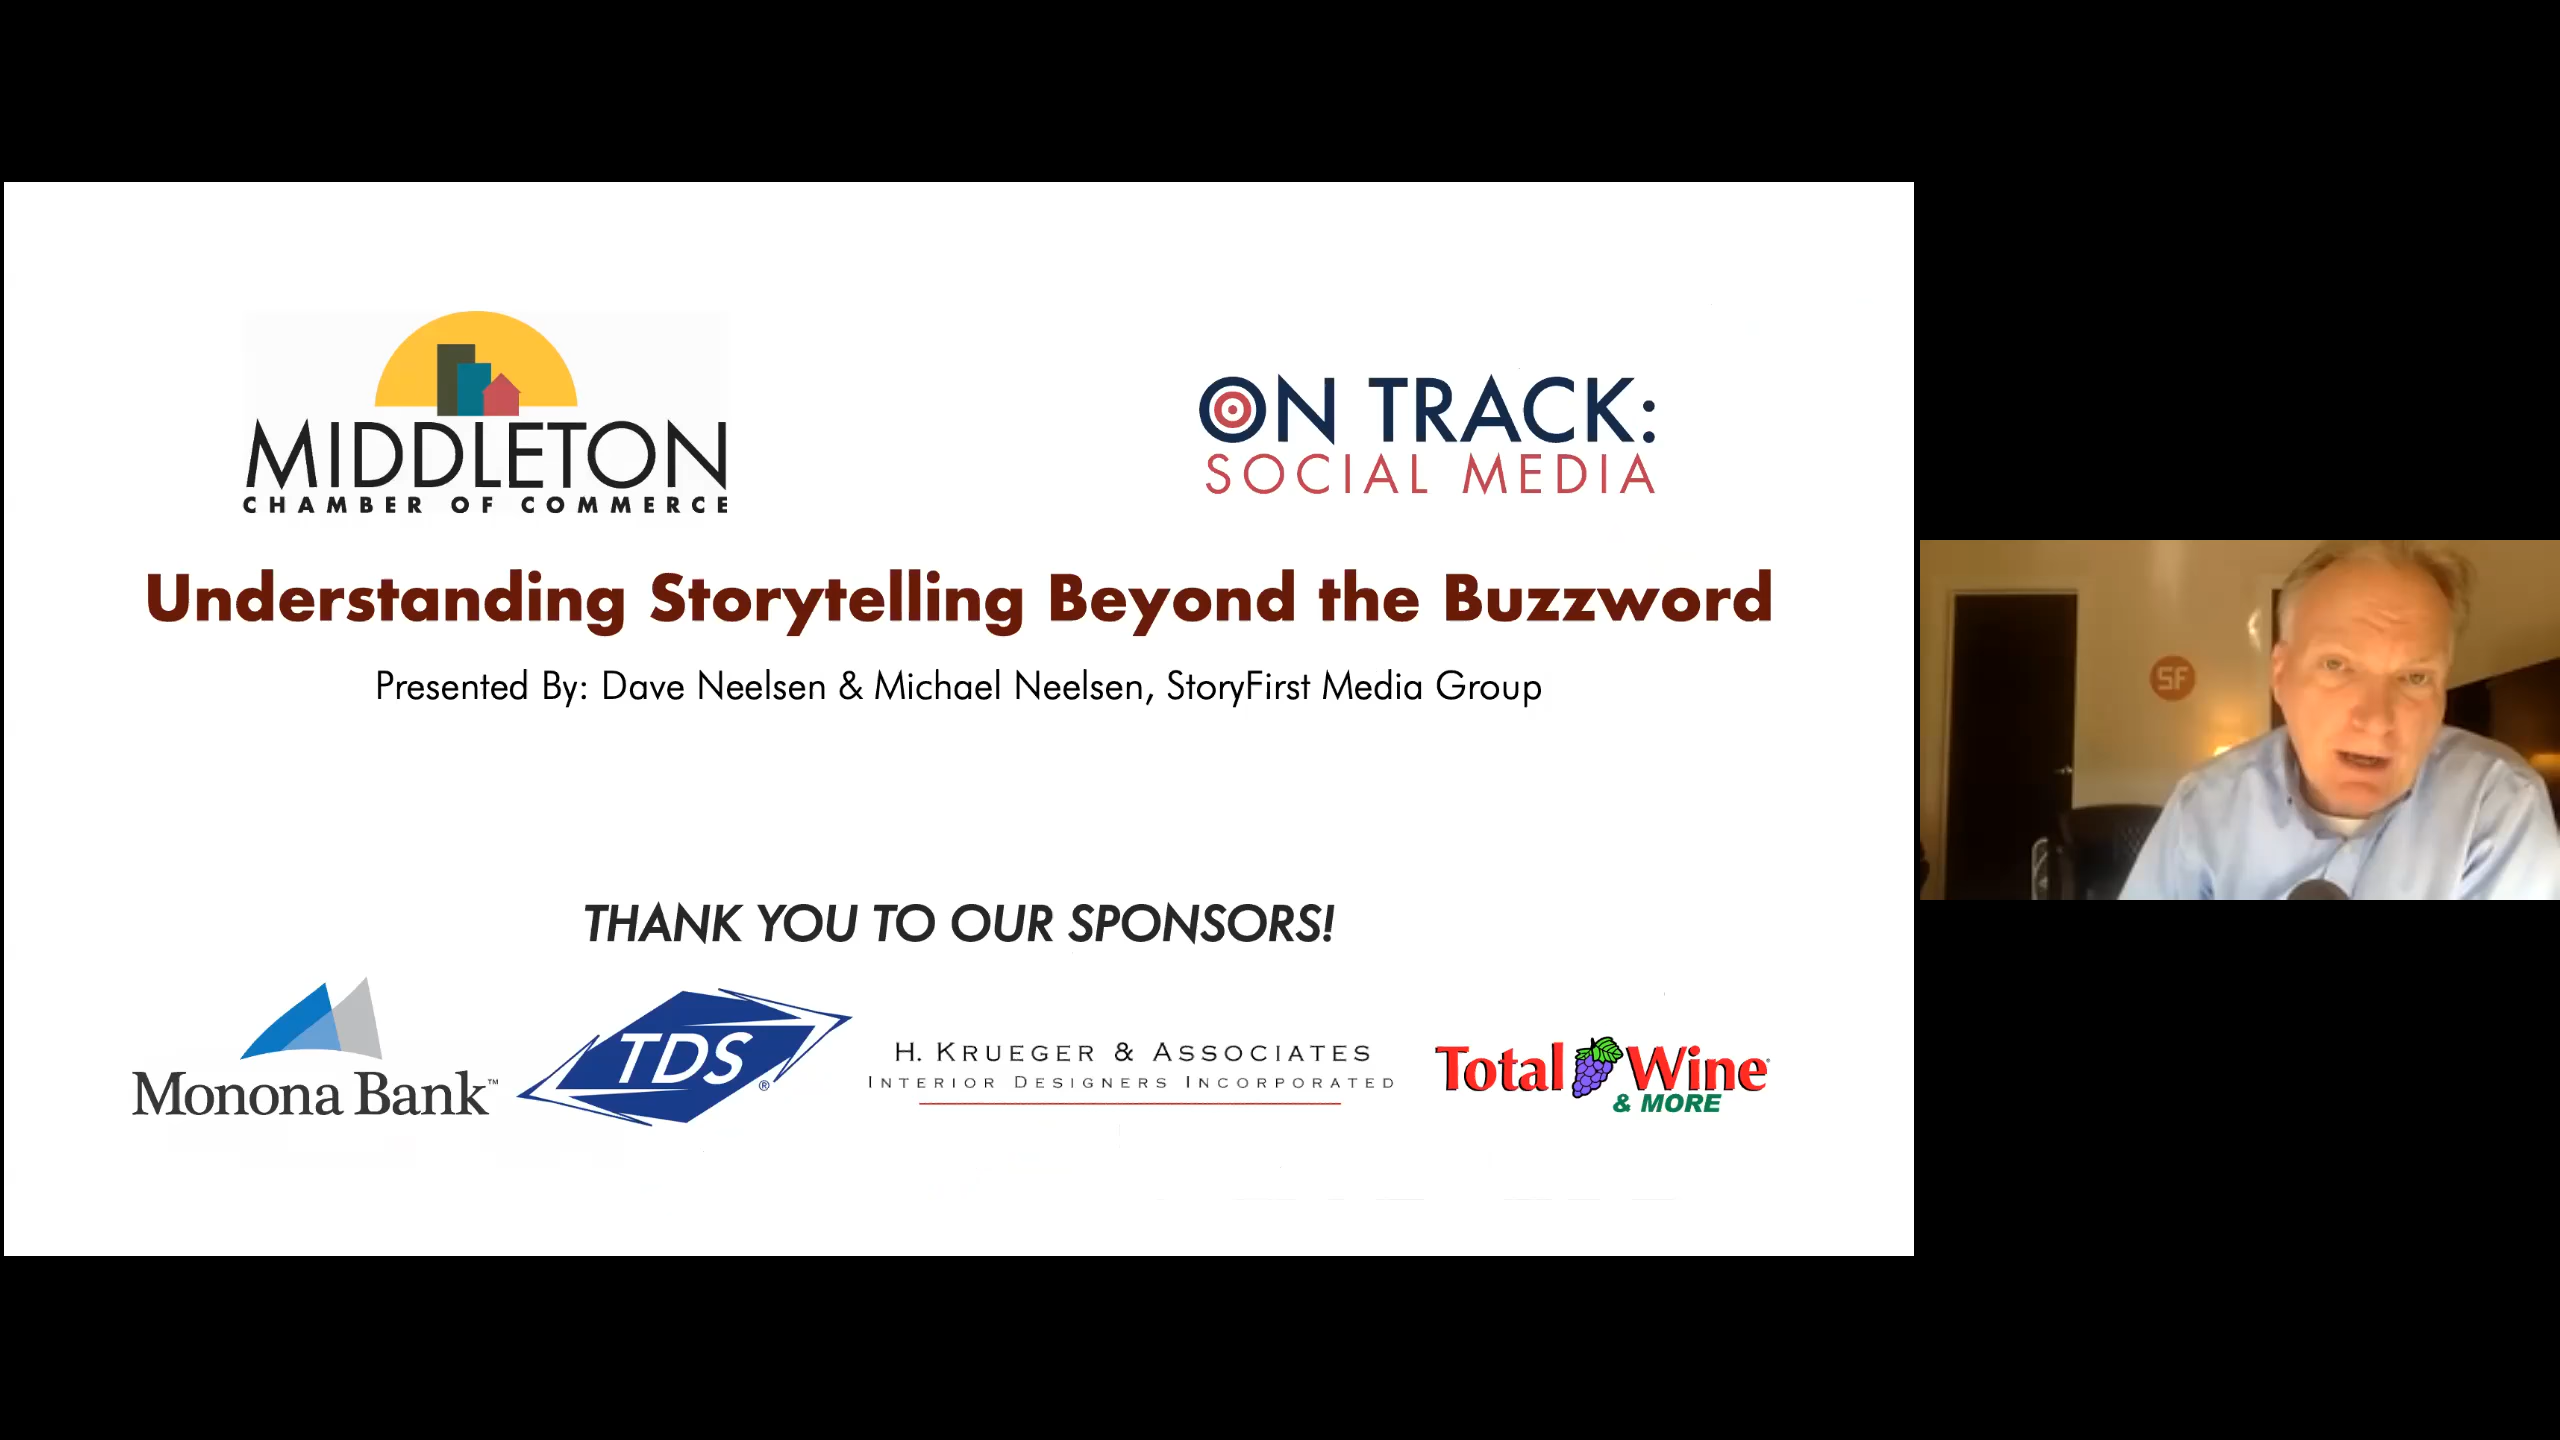 MIDDLETON
CHAMBER OF COMMERCE
ON TRACK:
SOCIAL MEDIA
Understanding Storytelling Beyond the Buzzword
Presented By: Dave Neelsen & Michael Neelsen, StoryFirst Media Group
SF
THANK YOU TO OUR SPONSORS!
Monona Bank™
TDS®
H. KRUEGER & ASSOCIATES
INTERIOR DESIGNERS INCORPORATED
Total Wine®
& MORE